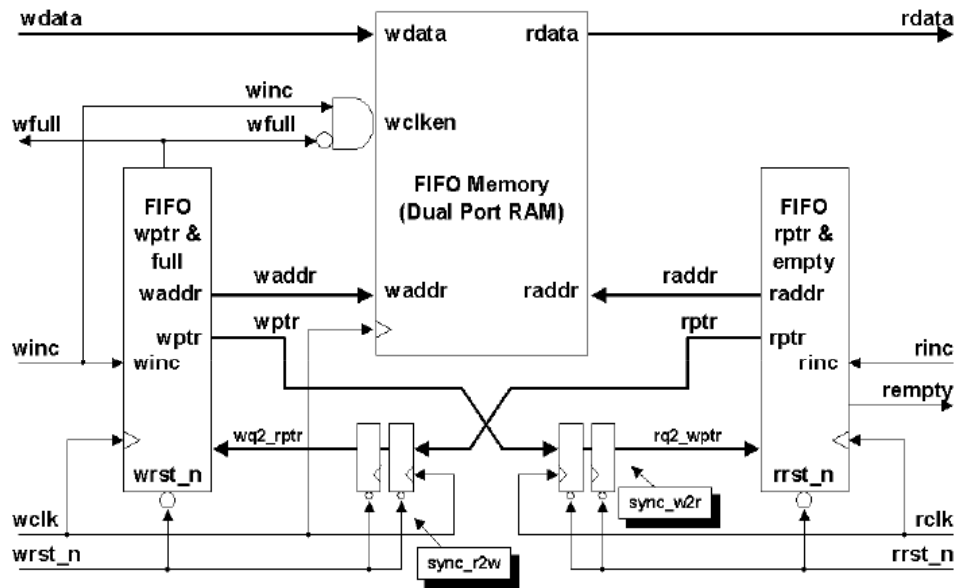 wdata
wdata
rdata
rdata
winc
wclken
wfull
wfull
FIFO Memory
(Dual Port RAM)
FIFO
wptr &
full
FIFO
rptr &
empty
waddr
waddr
waddr
raddr
raddr
raddr
wptr
wptr
rptr
rptr
winc
winc
rinc
rinc
rempty
wq2_rptr
rq2_wptr
wrst_n
rrst_n
sync_w2r
wclk
rclk
wrst_n
sync_r2w
rrst_n